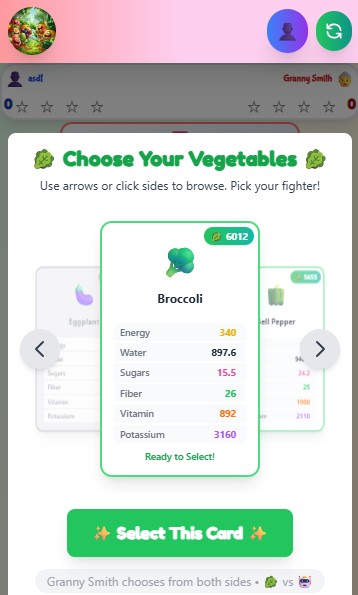 asdf
Granny Smith
0
0
Choose Your Vegetables
Use arrows or click sides to browse. Pick your fighter!
6012
5655
Broccoli
Eggplant
Bell Pepper
Energy 340
Water 897.6
Sugars 15.5
Fiber 26
Vitamin 892
Potassium 3160
Sugars
Fiber
Vitamin
Potassium
24.2
25
1900
2110
Ready to Select!
✨ Select This Card ✨
Granny Smith chooses from both sides • 🥦 vs 🤖